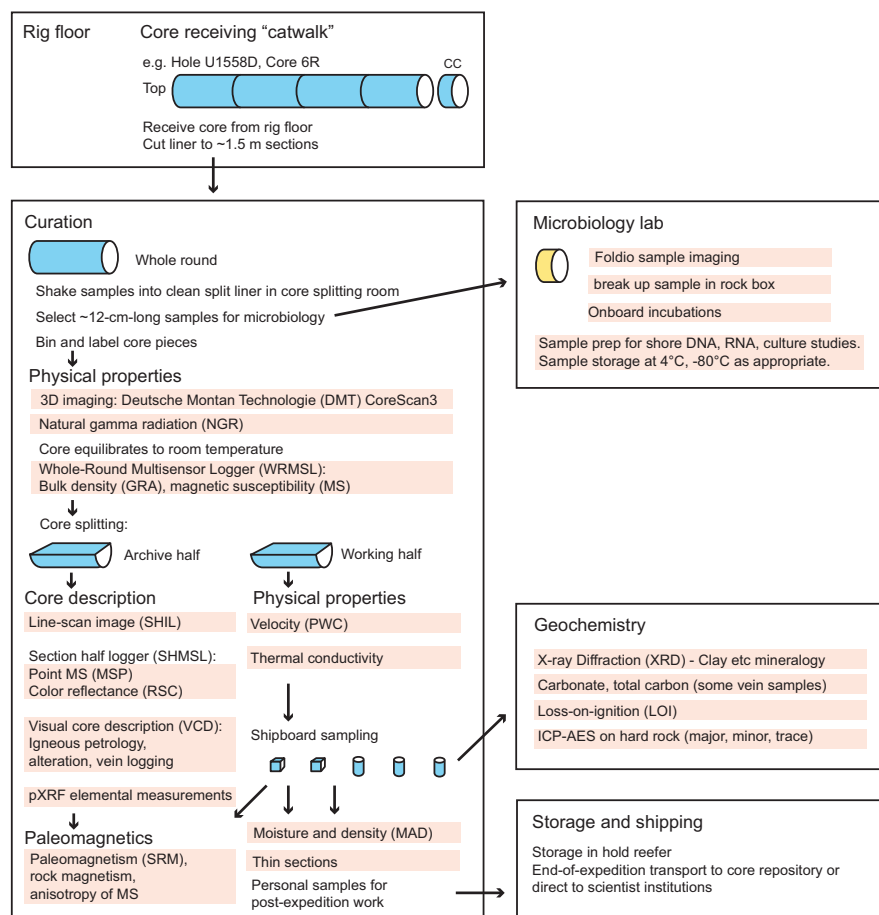 Rig floor
Core receiving “catwalk”
e.g. Hole U1558D, Core 6R
CC
Top
Receive core from rig floor
Cut liner to ~1.5 m sections
Curation
Whole round
Shake samples into clean split liner in core splitting room
Select ~12-cm-long samples for microbiology
Bin and label core pieces
Physical properties
3D imaging: Deutsche Montan Technologie (DMT) CoreScan3
Natural gamma radiation (NGR)
Core equilibrates to room temperature
Whole-Round Multisensor Logger (WRMSL):
Bulk density (GRA), magnetic susceptibility (MS)
Core splitting:
Archive half
Working half
Core description
Line-scan image (SHIL)
Section half logger (SHMSL):
Point MS (MSP)
Color reflectance (RSC)
Visual core description (VCD):
Igneous petrology,
alteration, vein logging
pXRF elemental measurements
Paleomagnetics
Paleomagnetism (SRM),
rock magnetism,
anisotropy of MS
Physical properties
Velocity (PWC)
Thermal conductivity
Shipboard sampling
Moisture and density (MAD)
Thin sections
Personal samples for
post-expedition work
Microbiology lab
Foldio sample imaging
break up sample in rock box
Onboard incubations
Sample prep for shore DNA, RNA, culture studies.
Sample storage at 4°C, -80°C as appropriate.
Geochemistry
X-ray Diffraction (XRD) - Clay etc mineralogy
Carbonate, total carbon (some vein samples)
Loss-on-ignition (LOI)
ICP-AES on hard rock (major, minor, trace)
Storage and shipping
Storage in hold reefer
End-of-expedition transport to core repository or
direct to scientist institutions